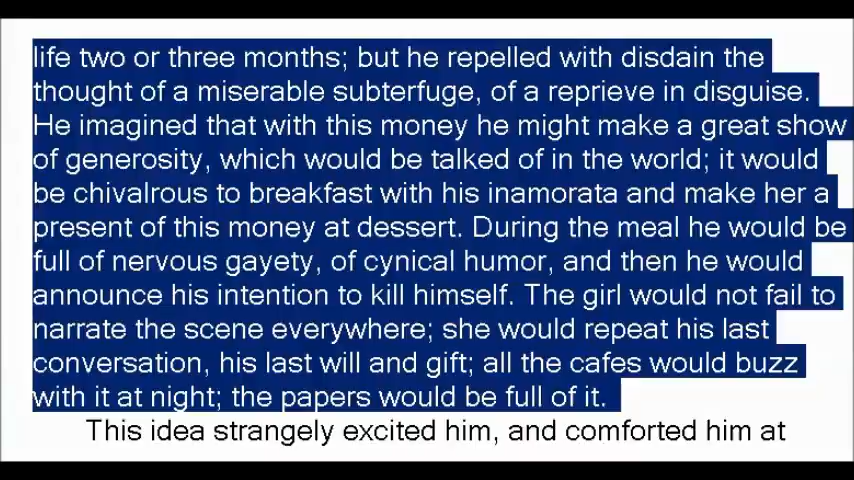 life two or three months; but he repelled with disdain the
thought of a miserable subterfuge, of a reprieve in disguise.
He imagined that with this money he might make a great show
of generosity, which would be talked of in the world; it would
be chivalrous to breakfast with his inamorata and make her a
present of this money at dessert. During the meal he would be
full of nervous gayety, of cynical humor, and then he would
announce his intention to kill himself. The girl would not fail to
narrate the scene everywhere; she would repeat his last
conversation, his last will and gift; all the cafes would buzz
with it at night; the papers would be full of it.
This idea strangely excited him, and comforted him at